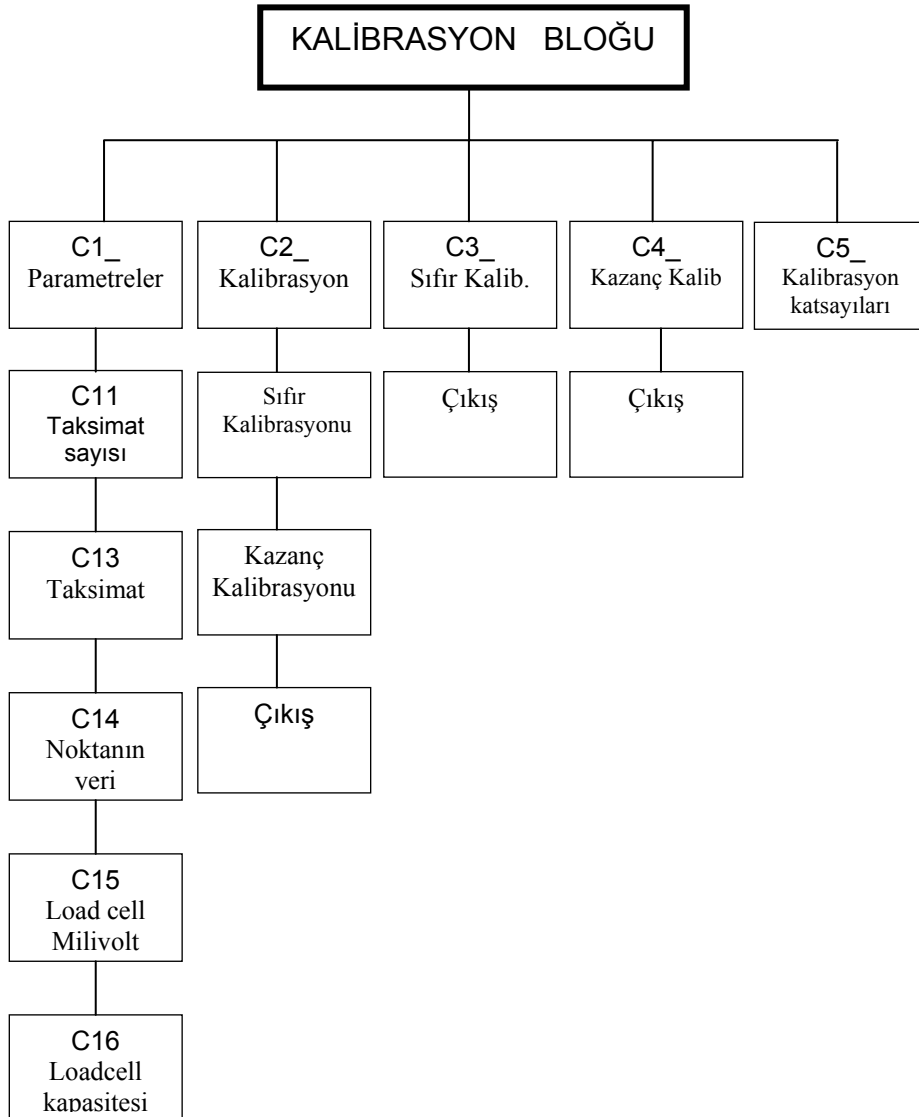 KALİBRASYON BLOĞU
C1_
Parametreler
C2_
Kalibrasyon
C3_
Sıfır Kalib.
C4_
Kazanç Kalib
C5_
Kalibrasyon
katsayıları
C11
Taksimat
sayısı
Sıfır
Kalibrasyonu
Çıkış
Çıkış
C13
Taksimat
Kazanç
Kalibrasyonu
C14
Noktanın
yeri
Çıkış
C15
Load cell
Milivolt
C16
Loadcell
kapasitesi